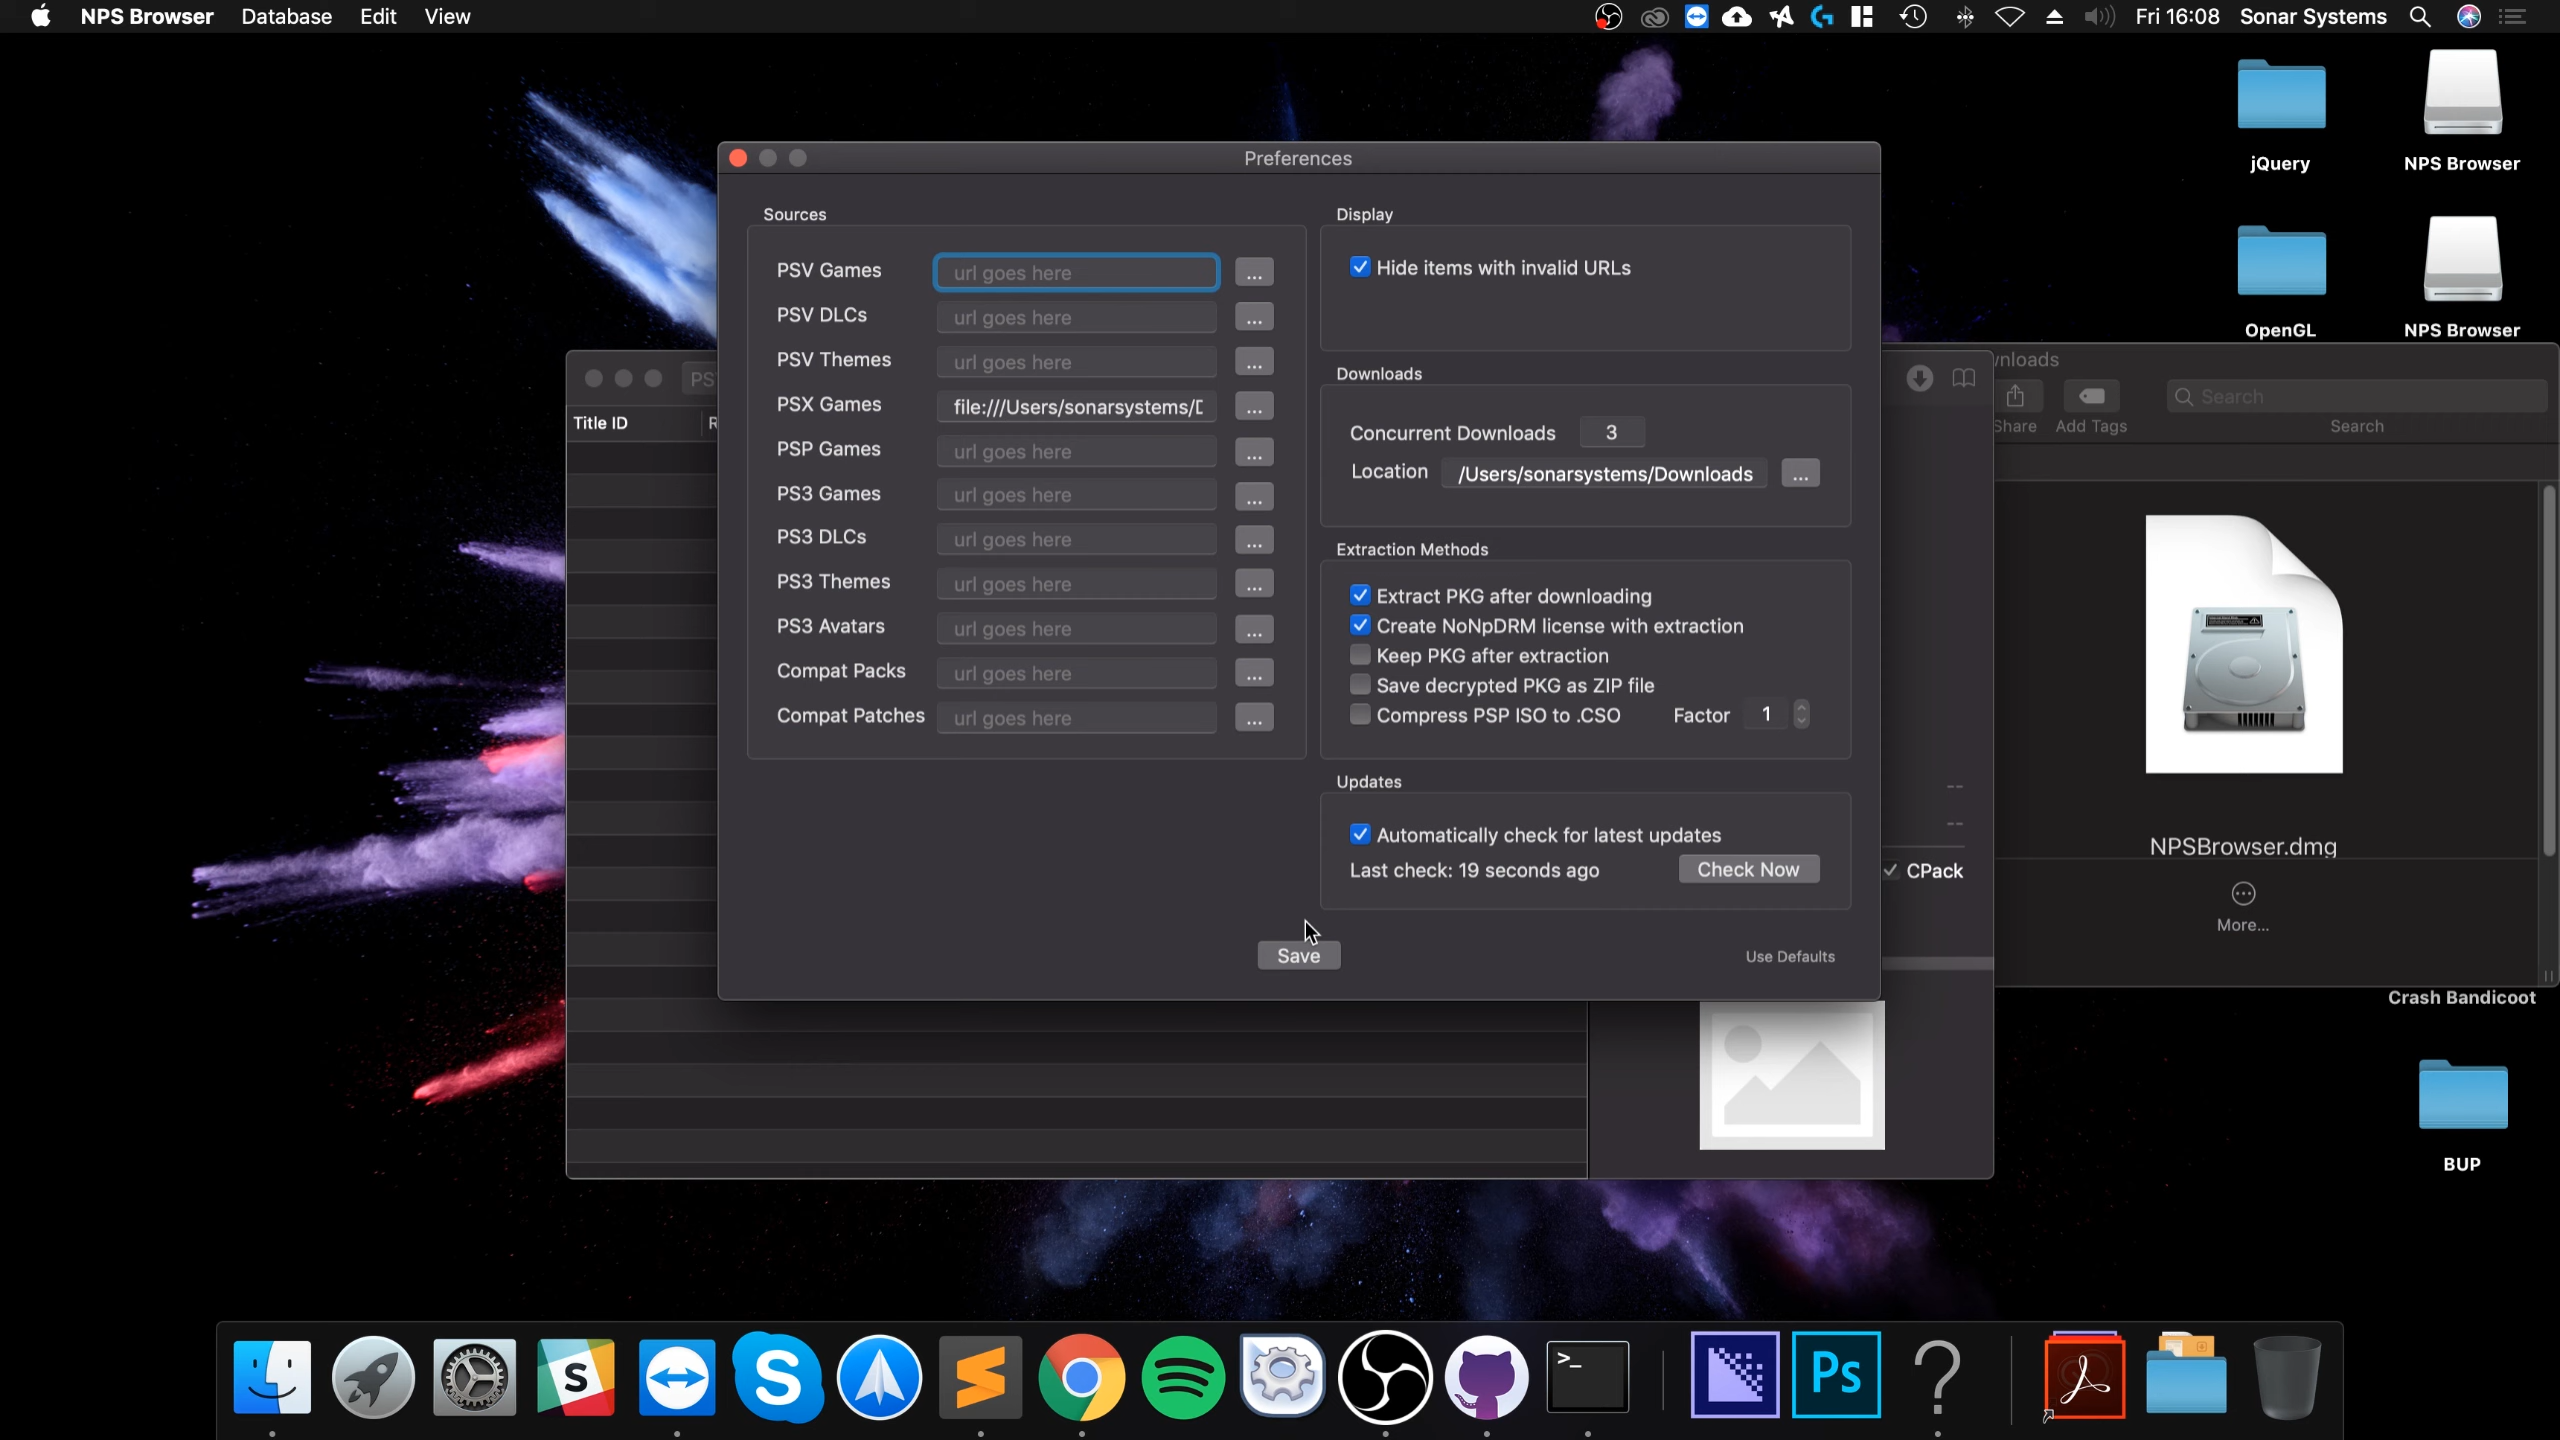 NPS Browser Database Edit View
Fri 16:08 Sonar Systems
jQuery
NPS Browser
OpenGL
NPS Browser
Preferences
Sources
PSV Games url goes here ...
PSV DLCs url goes here ...
PSV Themes url goes here ...
PSX Games file:///Users/sonarsystems/D ...
PSP Games url goes here ...
PS3 Games url goes here ...
PS3 DLCs url goes here ...
PS3 Themes url goes here ...
PS3 Avatars url goes here ...
Compat Packs url goes here ...
Compat Patches url goes here ...
Display
Hide items with invalid URLs
Downloads
Concurrent Downloads 3
Location /Users/sonarsystems/Downloads ...
Extraction Methods
Extract PKG after downloading
Create NoNpDRM license with extraction
Keep PKG after extraction
Save decrypted PKG as ZIP file
Compress PSP ISO to .CSO Factor 1
Updates
Automatically check for latest updates
Last check: 19 seconds ago Check Now
Save
Use Defaults
PS
Title ID R
--
--
CPack
wnloads
Search
Share Add Tags Search
NPSBrowser.dmg
More...
Crash Bandicoot
BUP
S
S
>_
Ps
?